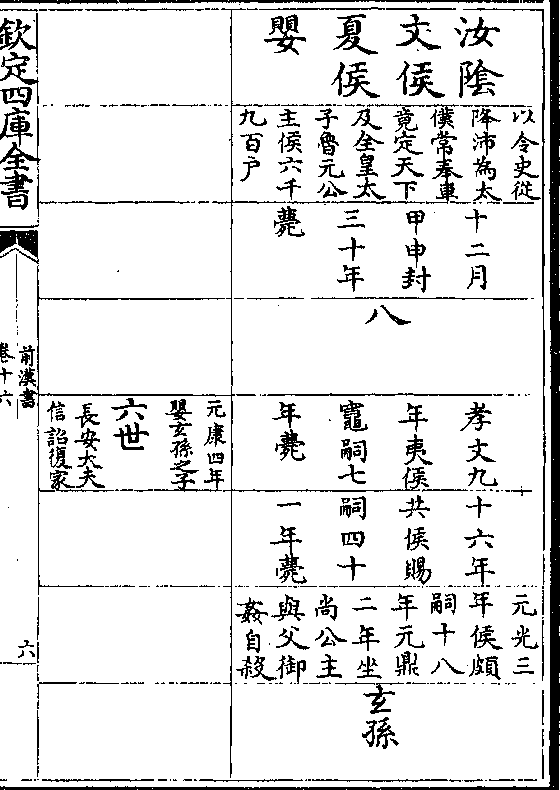 汝陰
文侯
夏侯
嬰
以令史從
降沛為太
僕常奉車
竟定天下
及全皇太
子魯元公
主侯六千
九百户
十二月
甲申封
三十年
薨
八
孝文九
年夷侯
竈嗣七
年薨
十六年
共侯賜
嗣四十
一年薨
元光三
年侯頗
嗣十八
年元鼎
二年坐
尚公主
與父御
姦自殺
玄孫
元康四年
嬰玄孫之子
六世
長安大夫
信詔復家
欽定四庫全書
前漢書
卷十六
六